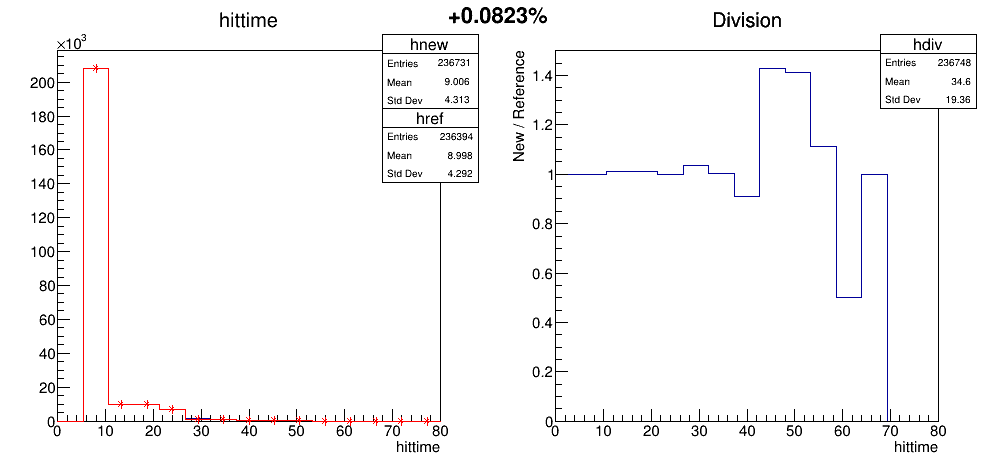 +0.0823%
hittime
×10³
hnew
Entries 236731
Mean 9.006
Std Dev 4.313
href
Entries 236394
Mean 8.998
Std Dev 4.292
200
180
160
140
120
100
80
60
40
20
0
0 10 20 30 40 50 60 70 80
hittime
Division
hdiv
Entries 236748
Mean 34.6
Std Dev 19.36
New / Reference
1.4
1.2
1
0.8
0.6
0.4
0.2
0
0 10 20 30 40 50 60 70 80
hittime